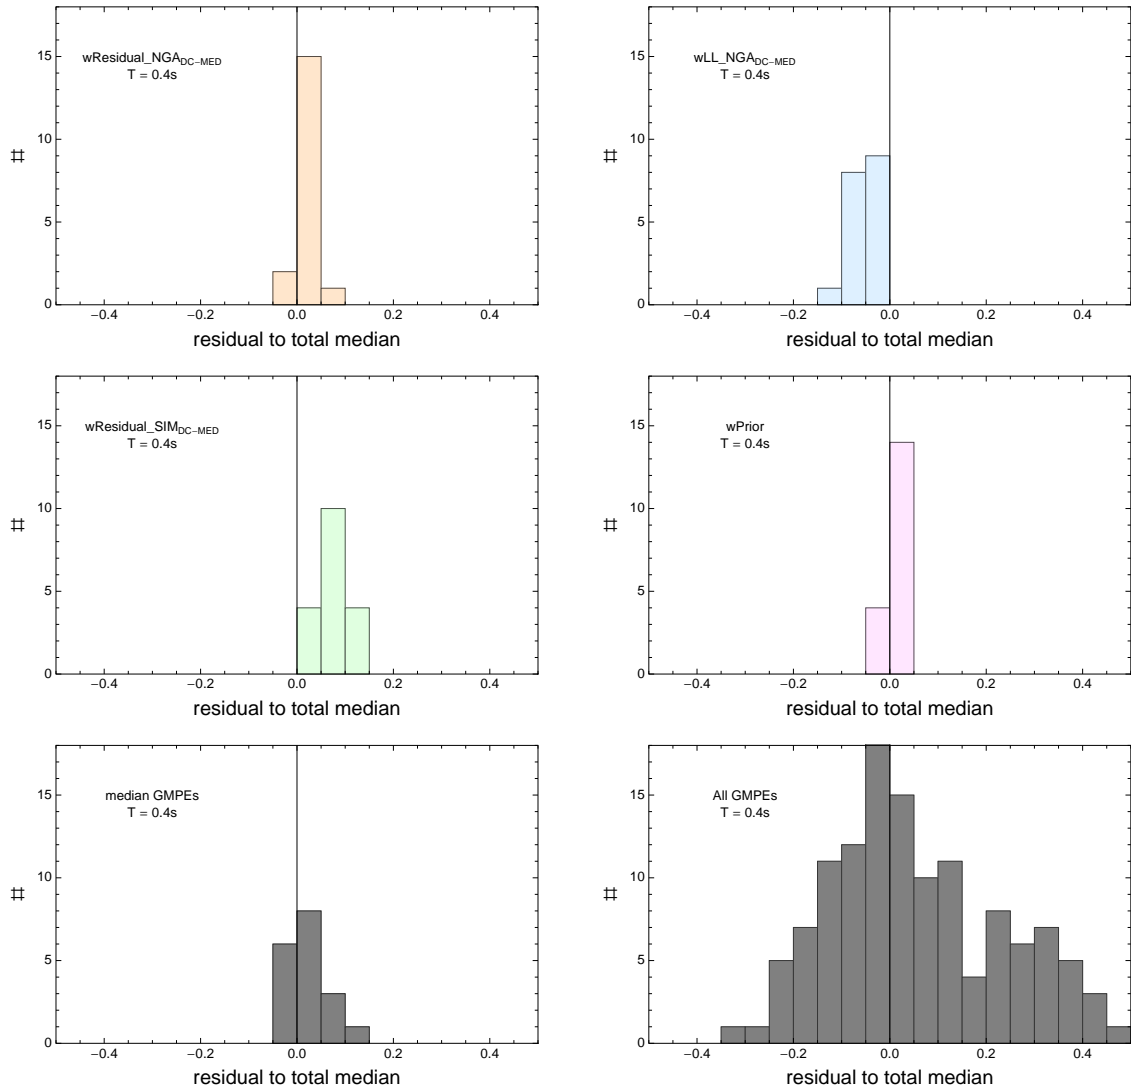 wResidual_NGA DC−MED
T = 0.4s
15
10
5
0
#
−0.4 −0.2 0.0 0.2 0.4
residual to total median
wLL_NGA DC−MED
T = 0.4s
15
10
5
0
#
−0.4 −0.2 0.0 0.2 0.4
residual to total median
wResidual_SIM DC−MED
T = 0.4s
15
10
5
0
#
−0.4 −0.2 0.0 0.2 0.4
residual to total median
wPrior
T = 0.4s
15
10
5
0
#
−0.4 −0.2 0.0 0.2 0.4
residual to total median
median GMPEs
T = 0.4s
15
10
5
0
#
−0.4 −0.2 0.0 0.2 0.4
residual to total median
All GMPEs
T = 0.4s
15
10
5
0
#
−0.4 −0.2 0.0 0.2 0.4
residual to total median